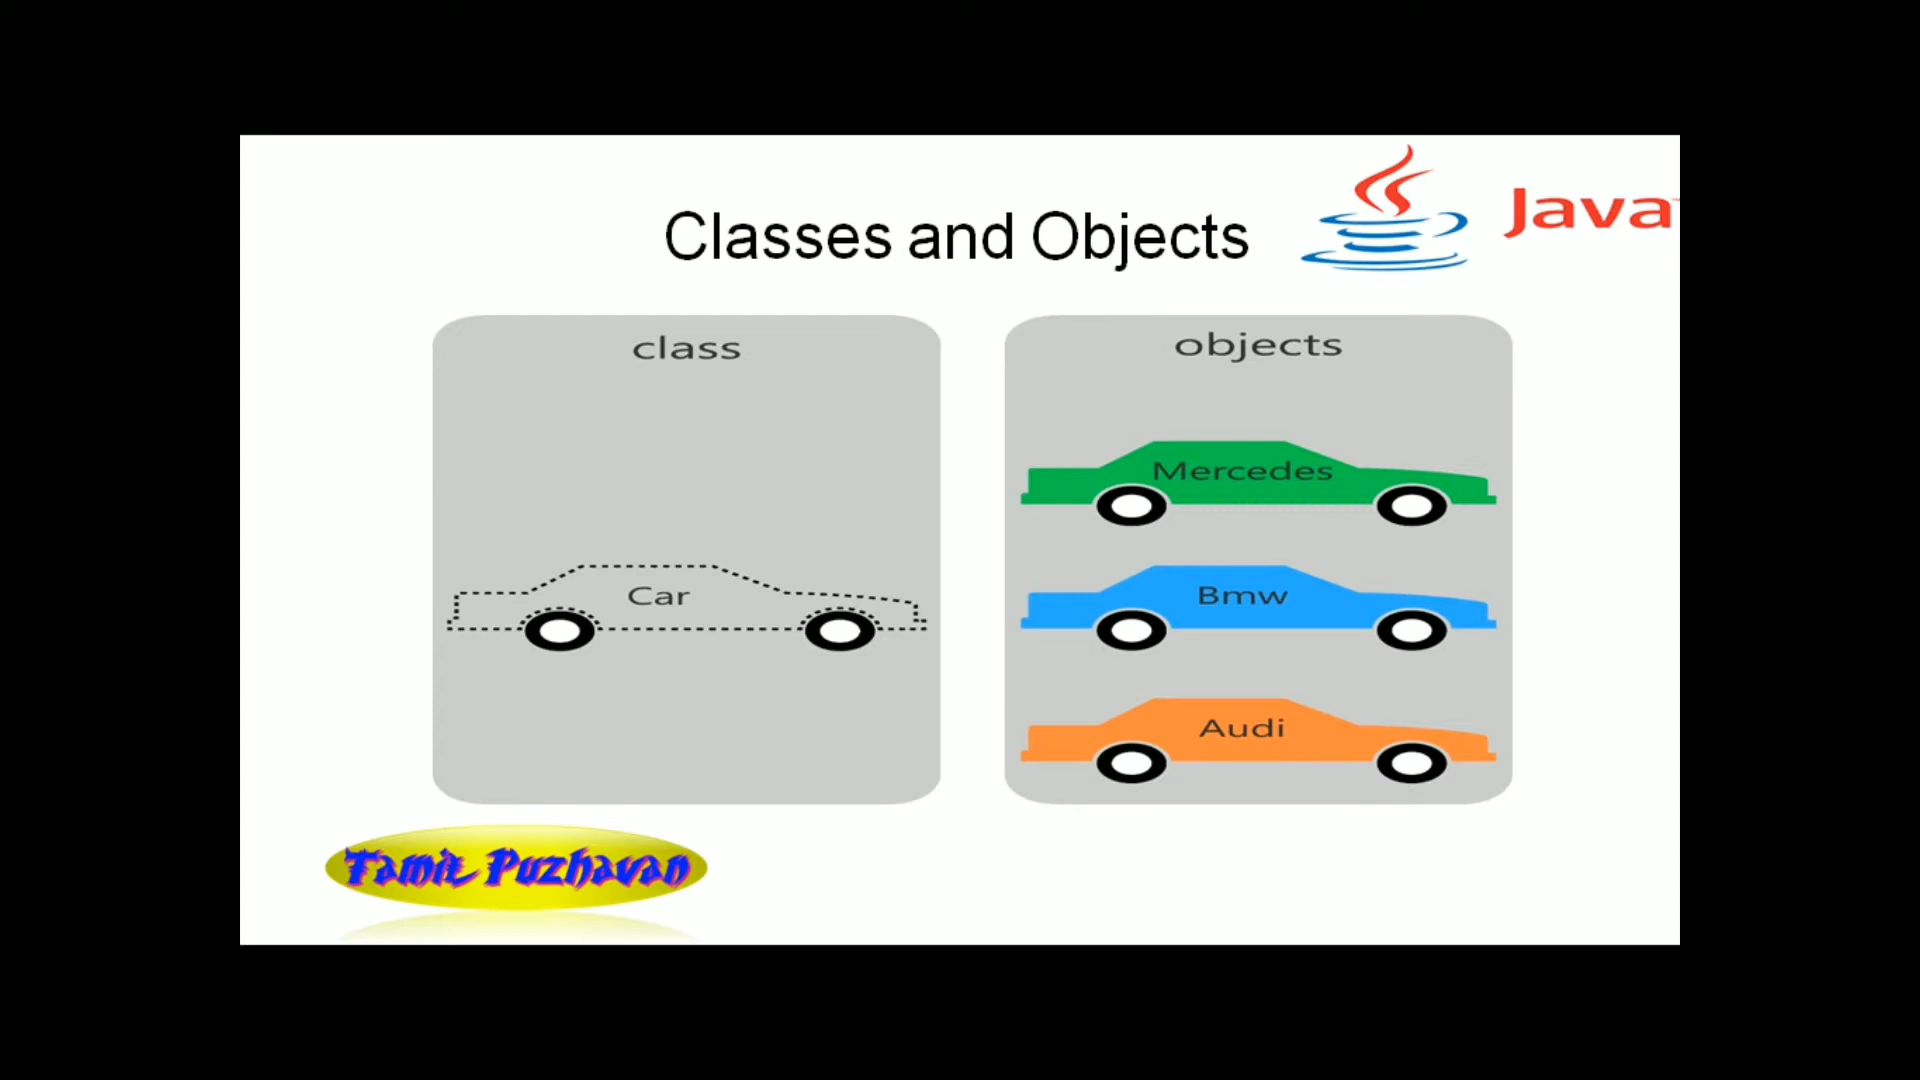 Classes and Objects
Java
class
objects
Mercedes
Car
Bmw
Audi
Tamil Puzhavan